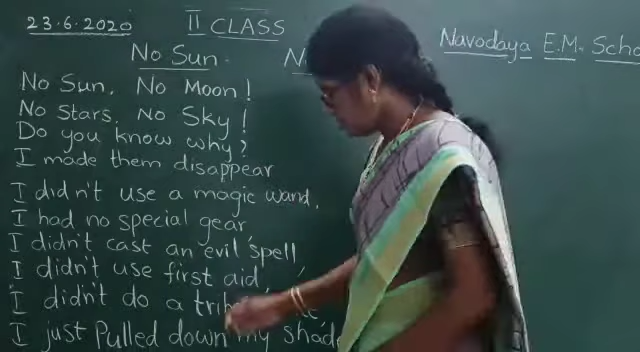 23.6.2020
II CLASS
Navodaya E.M. Scho
No Sun.
No Sun, No Moon!
No Stars, No Sky!
Do you know why?
I made them disappear
I didn't use a magic wand,
I had no special gear
I didn't cast an evil spell
I didn't use first aid,
I didn't do a
I just Pulled down my